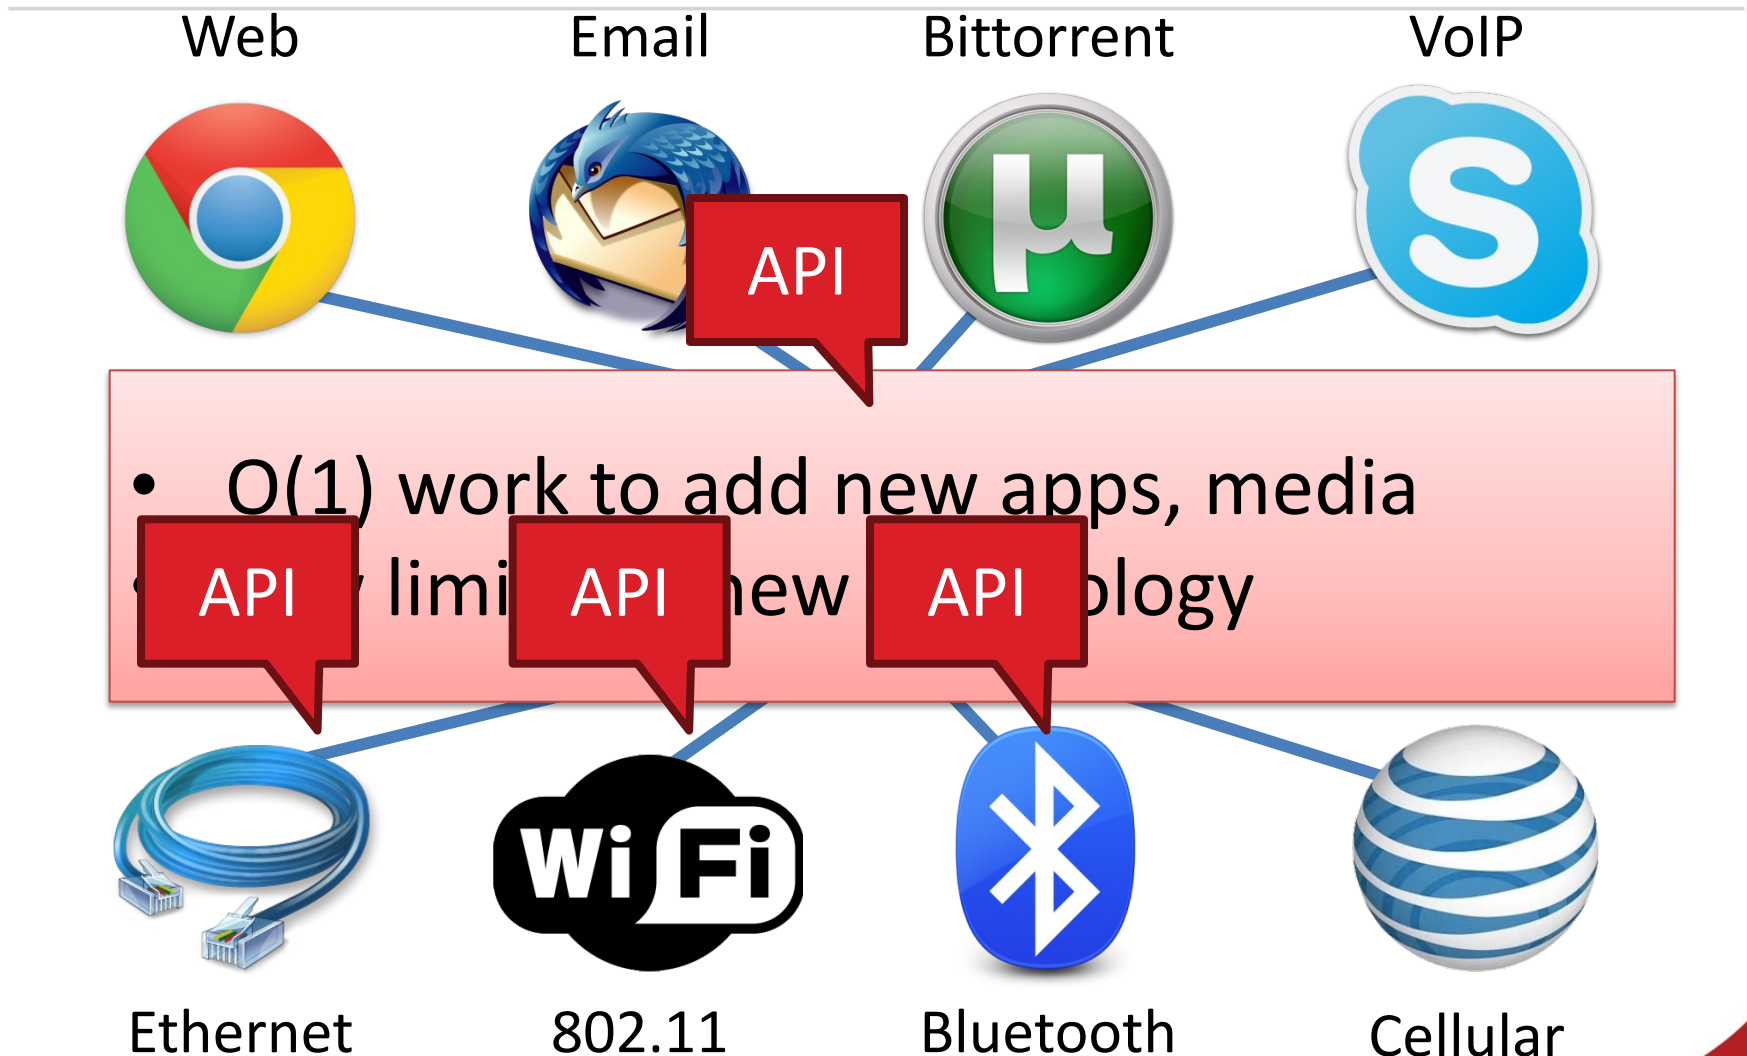 Web Email Bittorrent VoIP
µ S
API
• O(1) work to add new apps, media
API API API
• limi new ology
Wi Fi
Ethernet 802.11 Bluetooth Cellular